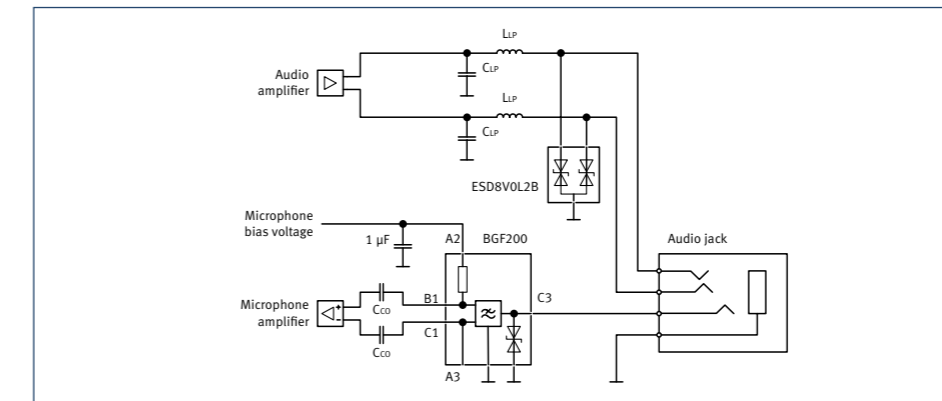 LLP
CLP
Audio
amplifier
LLP
CLP
ESD8V0L2B
Microphone
bias voltage
1 µF
A2
BGF200
Audio jack
Microphone
amplifier
+
-
CCO
B1
C3
C1
CCO
A3